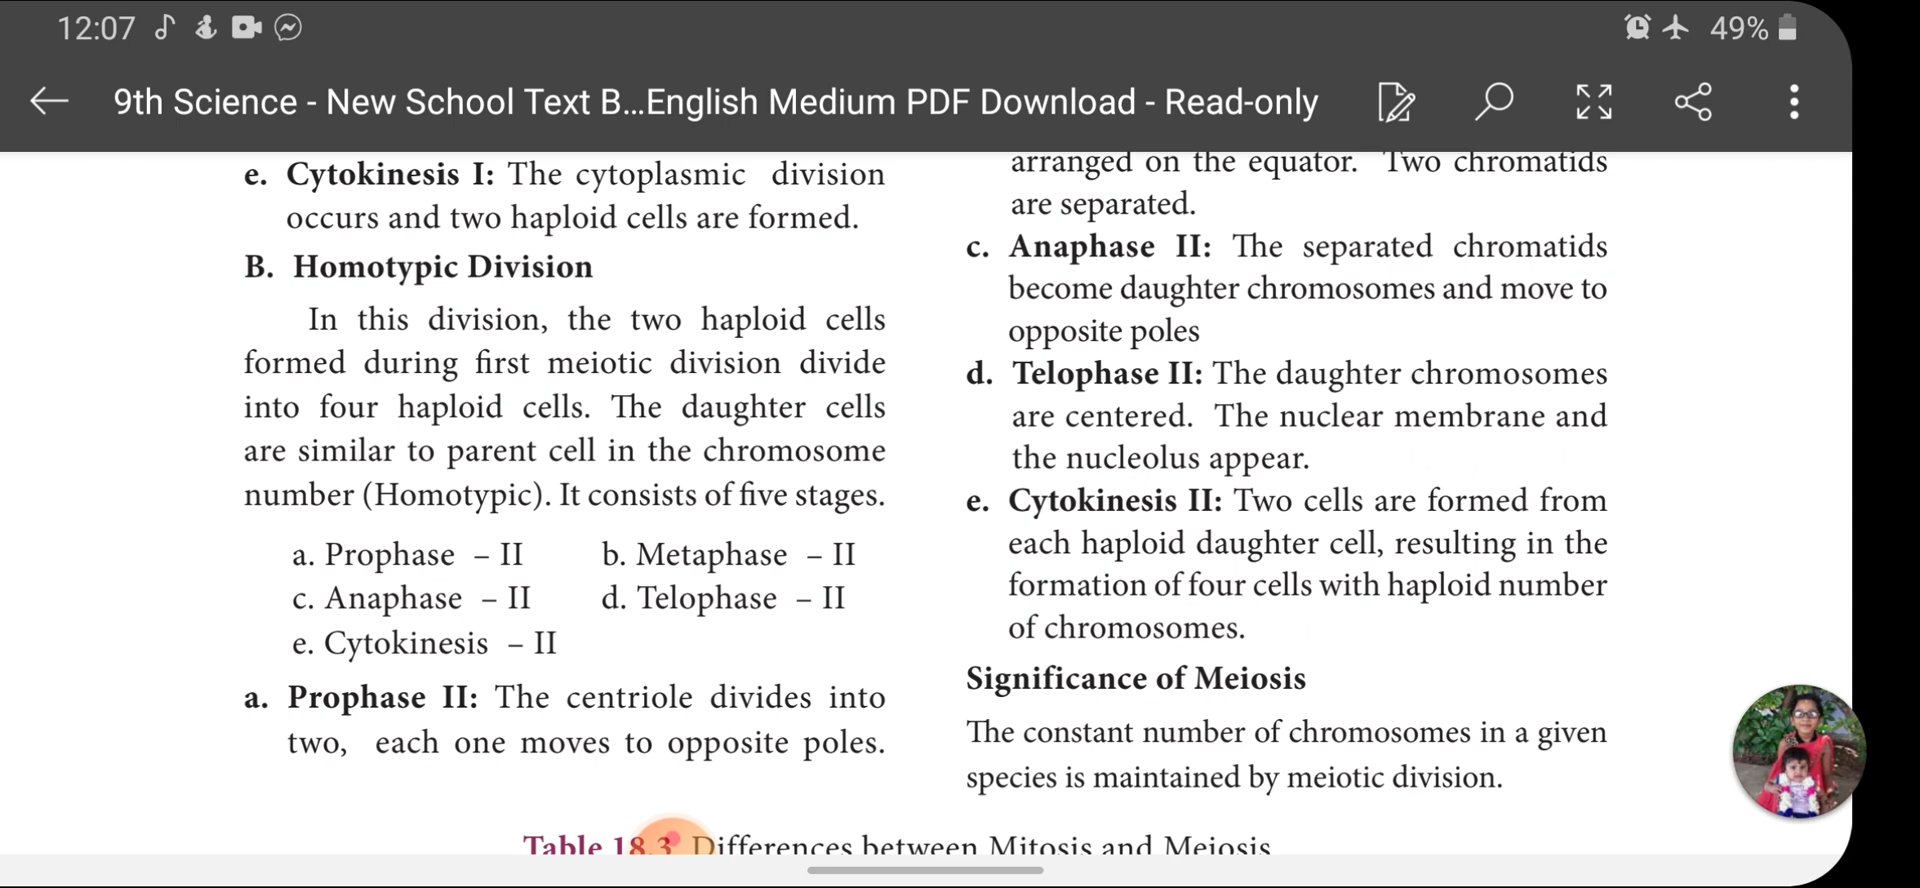 12:07
49%
9th Science - New School Text B...English Medium PDF Download - Read-only
e. Cytokinesis I: The cytoplasmic division
occurs and two haploid cells are formed.
B. Homotypic Division
In this division, the two haploid cells
formed during first meiotic division divide
into four haploid cells. The daughter cells
are similar to parent cell in the chromosome
number (Homotypic). It consists of five stages.
a. Prophase – II b. Metaphase – II
c. Anaphase – II d. Telophase – II
e. Cytokinesis – II
a. Prophase II: The centriole divides into
two, each one moves to opposite poles.
arranged on the equator. Two chromatids
are separated.
c. Anaphase II: The separated chromatids
become daughter chromosomes and move to
opposite poles
d. Telophase II: The daughter chromosomes
are centered. The nuclear membrane and
the nucleolus appear.
e. Cytokinesis II: Two cells are formed from
each haploid daughter cell, resulting in the
formation of four cells with haploid number
of chromosomes.
Significance of Meiosis
The constant number of chromosomes in a given
species is maintained by meiotic division.
Table 18.3 Differences between Mitosis and Meiosis